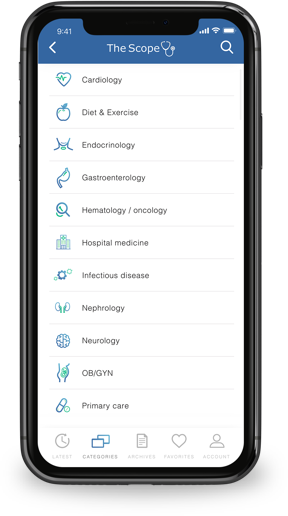 9:41
The Scope
Cardiology
Diet & Exercise
Endocrinology
Gastroenterology
Hematology / oncology
Hospital medicine
Infectious disease
Nephrology
Neurology
OB/GYN
Primary care
LATEST CATEGORIES ARCHIVES FAVORITES ACCOUNT